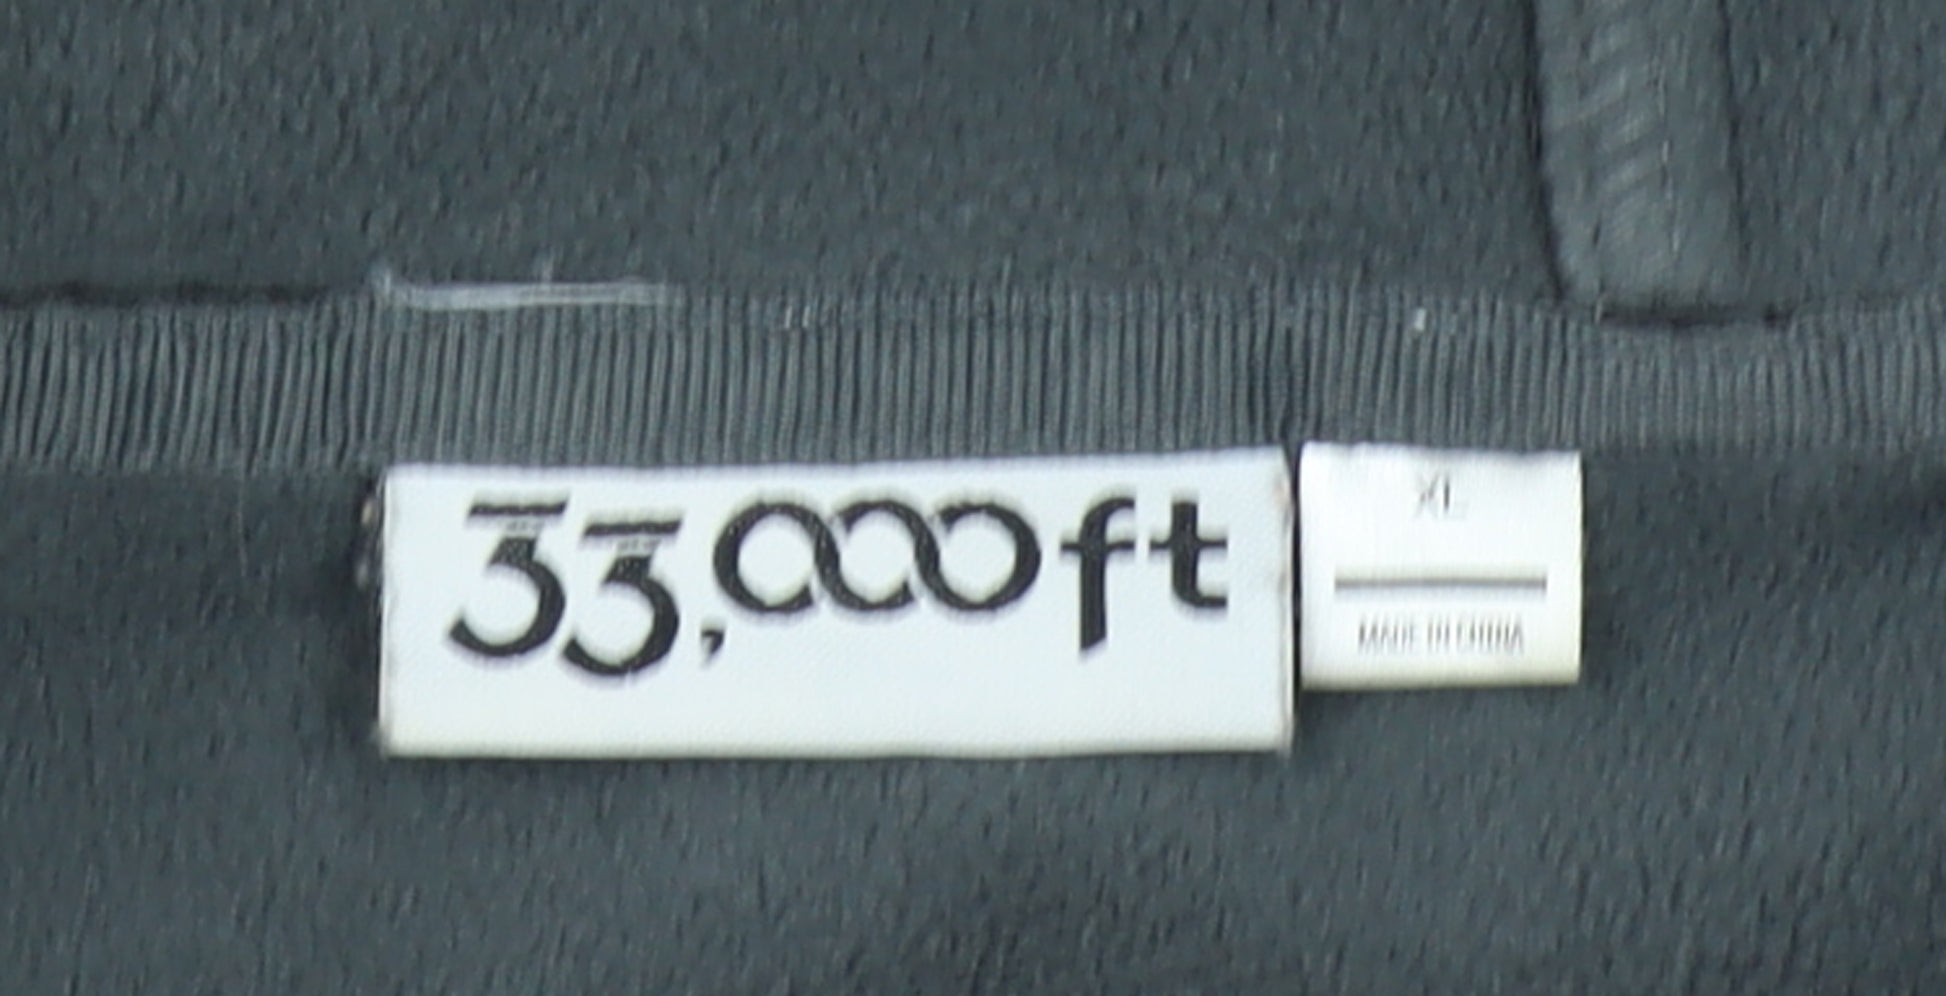 33,000ft
XL
MADE IN CHINA